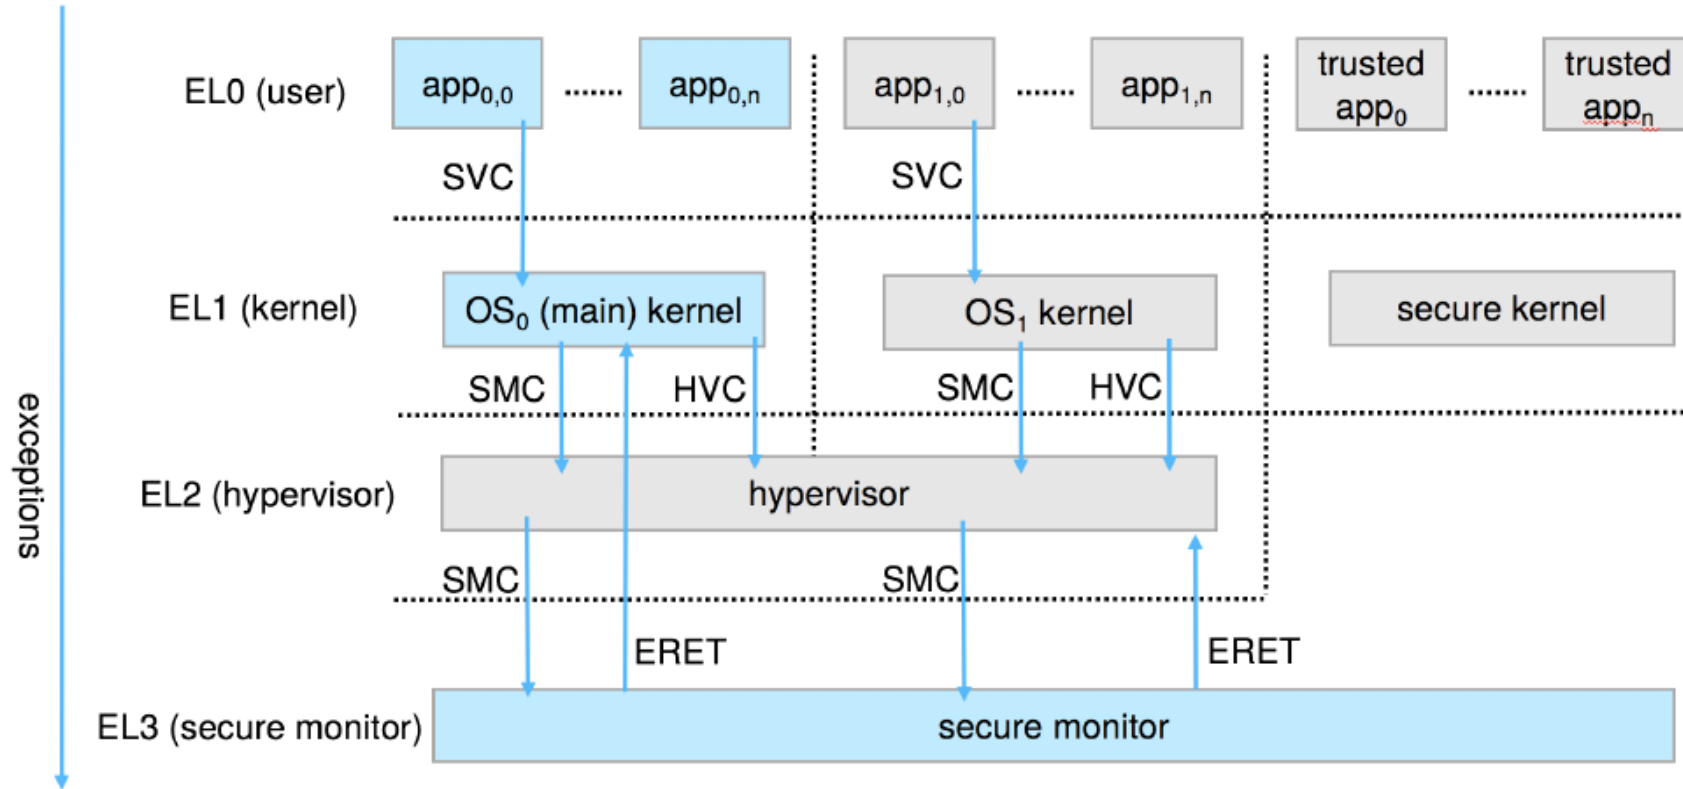 EL0 (user)
app0,0
app0,n
app1,0
app1,n
trusted
app0
trusted
appn
SVC
SVC
EL1 (kernel)
OS0 (main) kernel
OS1 kernel
secure kernel
SMC
HVC
SMC
HVC
exceptions
EL2 (hypervisor)
hypervisor
SMC
SMC
ERET
ERET
EL3 (secure monitor)
secure monitor